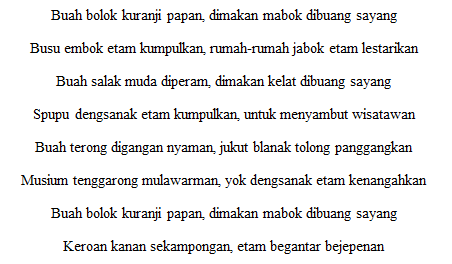 Buah bolok kuranji papan, dimakan mabok dibuang sayang
Busu embok etam kumpulkan, rumah-rumah jabok etam lestarikan
Buah salak muda diperam, dimakan kelat dibuang sayang
Spupu dengsanak etam kumpulkan, untuk menyambut wisatawan
Buah terong digangan nyaman, jukut blanak tolong panggangkan
Musium tenggarong mulawarman, yok dengsanak etam kenangahkan
Buah bolok kuranji papan, dimakan mabok dibuang sayang
Keroan kanan sekampongan, etam begantar bejepenan